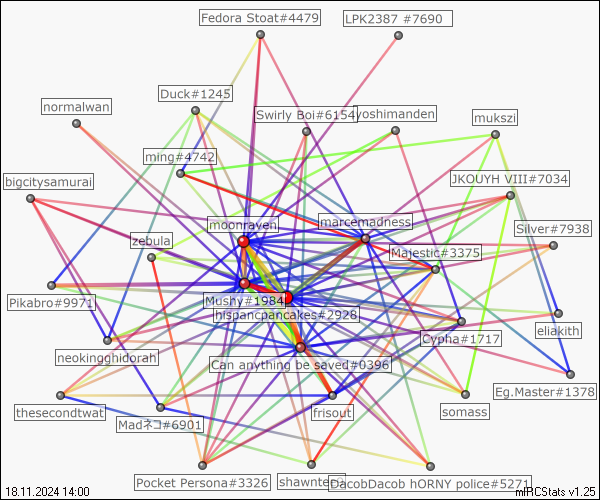 Fedora Stoat#4479
LPK2387 #7690
Duck#1245
normalwan
Swirly Boi#6154
yoshimanden
mukszi
ming#4742
bigcitysamurai
JKOUYH VIII#7034
moonraven
marcemadness
Silver#7938
zebula
Majestic#3375
Pikabro#9971
Mushy#1984
hispancpancakes#2928
eliakith
Cypha#1717
neokingghidorah
Can anything be saved#0396
Eg.Master#1378
thesecondtwat
Madネコ#6901
frisout
somass
Pocket Persona#3326
shawnten
DacobDacob hORNY police#5271
18.11.2024 14:00
mIRCStats v1.25